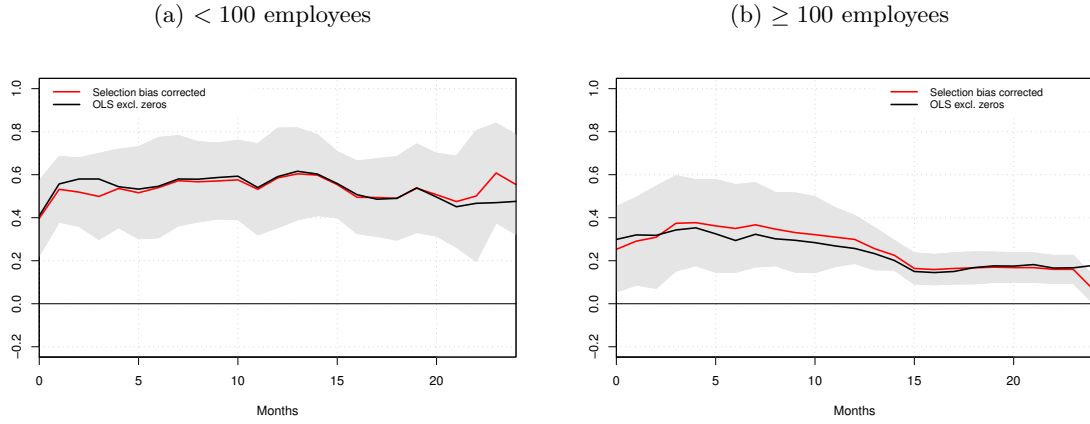 (a) < 100 employees
Selection bias corrected
OLS excl. zeros
1.0
0.8
0.6
0.4
0.2
0.0
−0.2
0 5 10 15 20
Months
(b) ≥ 100 employees
Selection bias corrected
OLS excl. zeros
1.0
0.8
0.6
0.4
0.2
0.0
−0.2
0 5 10 15 20
Months